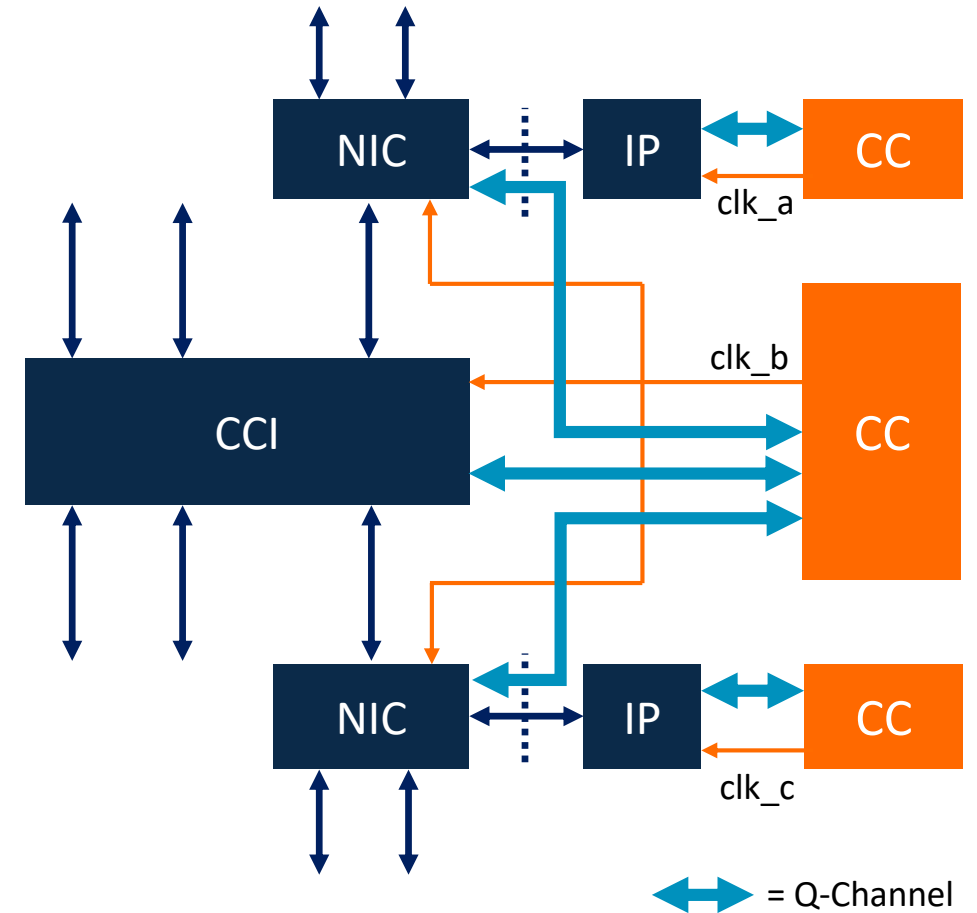 NIC
IP
CC
clk_a
clk_b
CCI
CC
NIC
IP
CC
clk_c
= Q-Channel